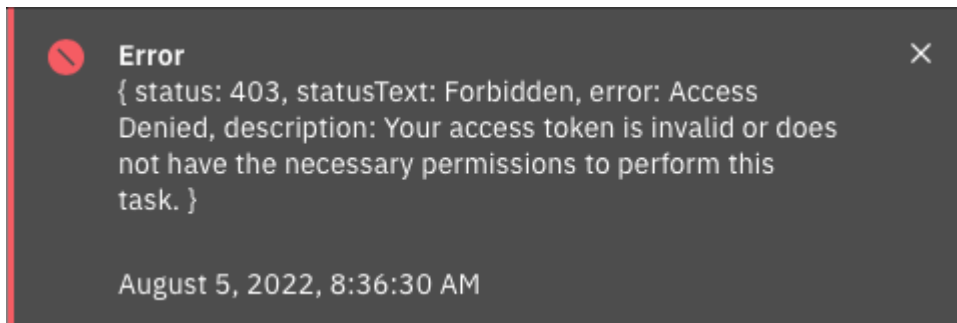 Error
{ status: 403, statusText: Forbidden, error: Access
Denied, description: Your access token is invalid or does
not have the necessary permissions to perform this
task. }
August 5, 2022, 8:36:30 AM